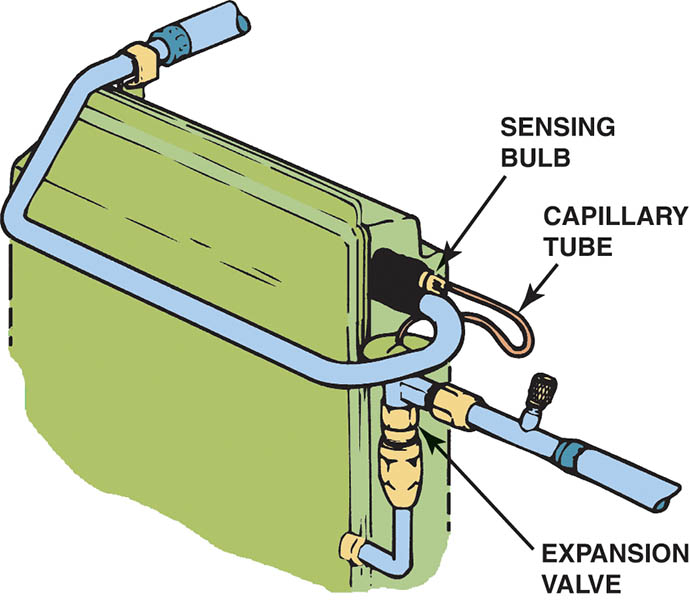 SENSING
BULB
CAPILLARY
TUBE
EXPANSION
VALVE